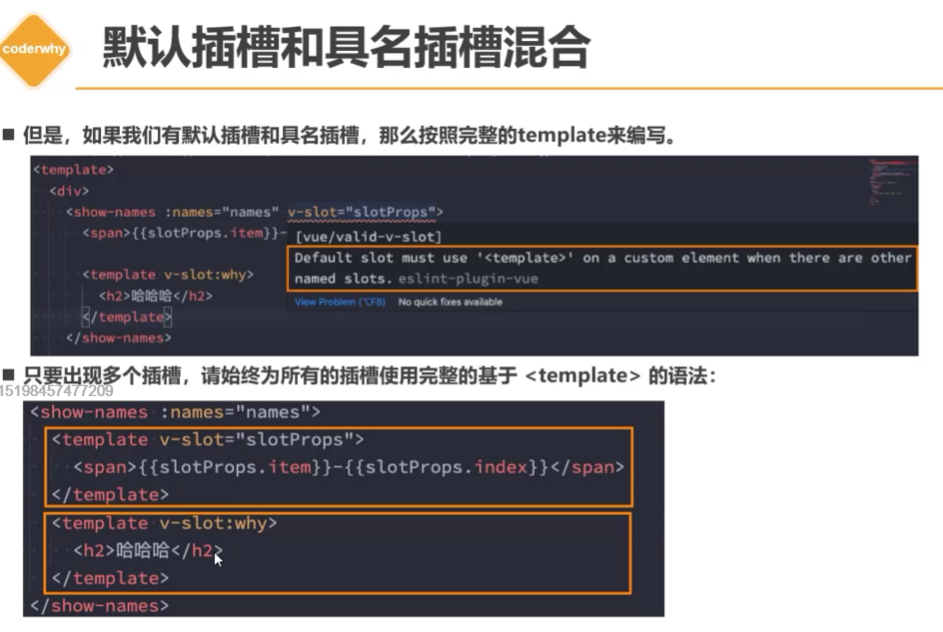 coderwhy
默认插槽和具名插槽混合
但是，如果我们有默认插槽和具名插槽，那么按照完整的template来编写。
<template>
<div>
<show-names :names="names" v-slot="slotProps">
<span>{{slotProps.item}}-
[vue/valid-v-slot]
Default slot must use '<template>' on a custom element when there are other
named slots. eslint-plugin-vue
View Problem (⌥F8) No quick fixes available
<template v-slot:why>
<h2>哈哈哈</h2>
</template>
</show-names>
只要出现多个插槽，请始终为所有的插槽使用完整的基于 <template> 的语法：
15198457477209
<show-names :names="names">
<template v-slot="slotProps">
<span>{{slotProps.item}}-{{slotProps.index}}</span>
</template>
<template v-slot:why>
<h2>哈哈哈</h2>
</template>
</show-names>